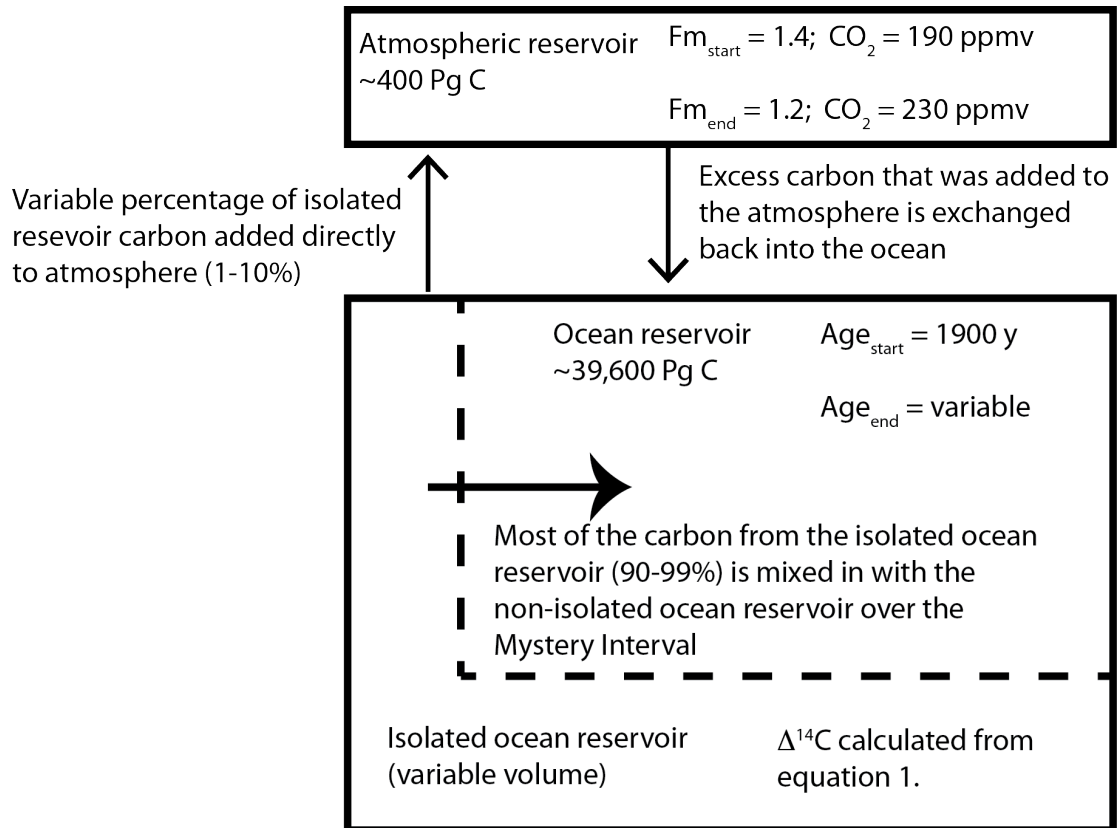 Atmospheric reservoir
~400 Pg C
Fm_start = 1.4; CO₂ = 190 ppmv
Fm_end = 1.2; CO₂ = 230 ppmv
Variable percentage of isolated
resevoir carbon added directly
to atmosphere (1-10%)
Excess carbon that was added to
the atmosphere is exchanged
back into the ocean
Ocean reservoir
~39,600 Pg C
Age_start = 1900 y
Age_end = variable
Most of the carbon from the isolated ocean
reservoir (90-99%) is mixed in with the
non-isolated ocean reservoir over the
Mystery Interval
Isolated ocean reservoir
(variable volume)
Δ¹⁴C calculated from
equation 1.